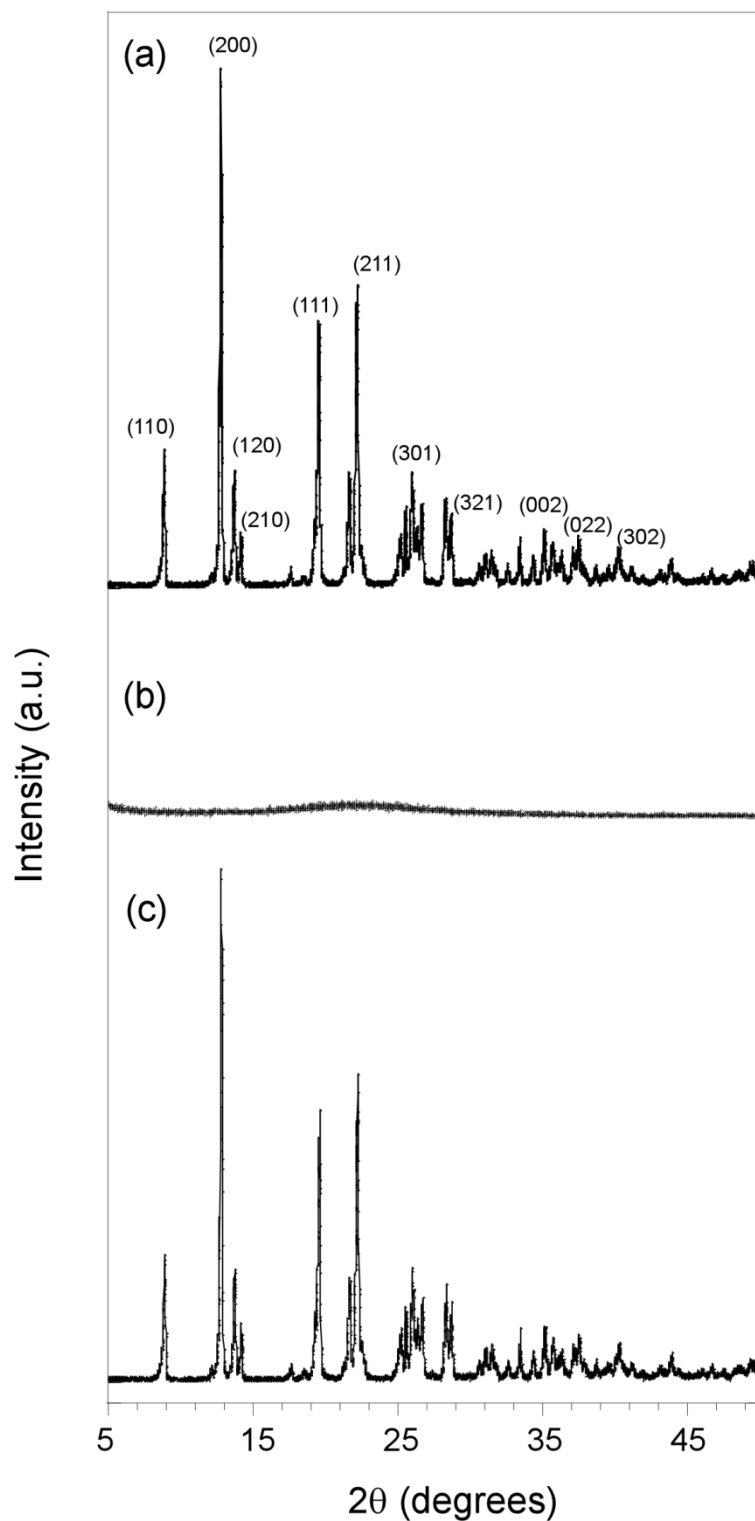 (a)
(200)
(211)
(111)
(110)
(120)
(301)
(210)
(321)
(002)
(022)
(302)
(b)
Intensity (a.u.)
(c)
5 15 25 35 45
2θ (degrees)